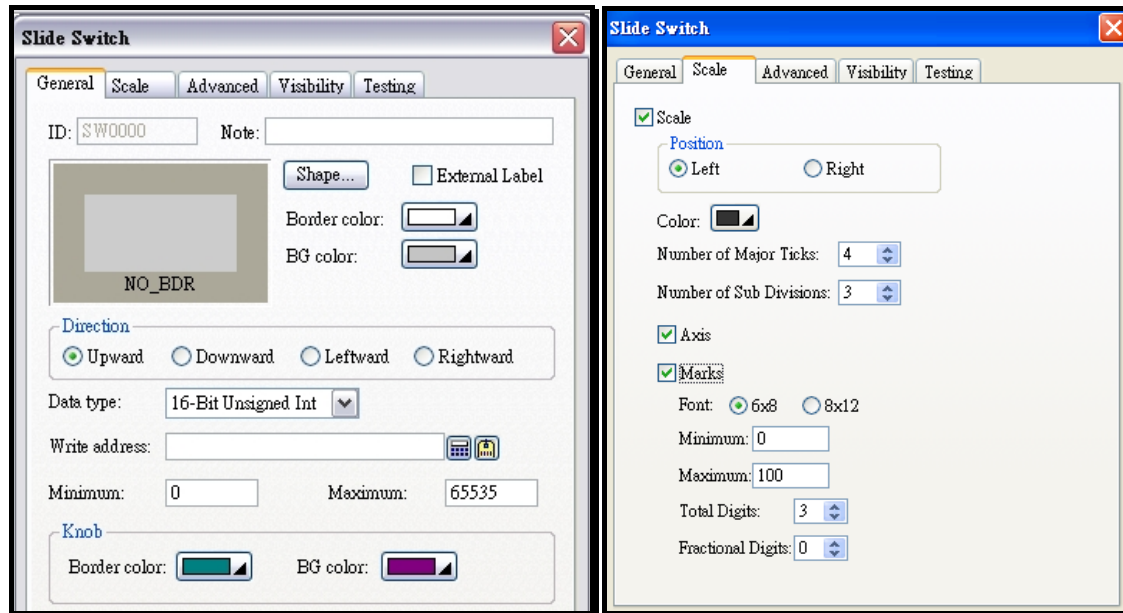 Slide Switch
General Scale Advanced Visibility Testing
ID: SW0000 Note:
Shape... External Label
Border color:
BG color:
NO_BDR
Direction
Upward Downward Leftward Rightward
Data type: 16-Bit Unsigned Int
Write address:
Minimum: 0 Maximum: 65535
Knob
Border color: BG color:
Slide Switch
General Scale Advanced Visibility Testing
Scale
Position
Left Right
Color:
Number of Major Ticks: 4
Number of Sub Divisions: 3
Axis
Marks
Font: 6x8 8x12
Minimum: 0
Maximum: 100
Total Digits: 3
Fractional Digits: 0